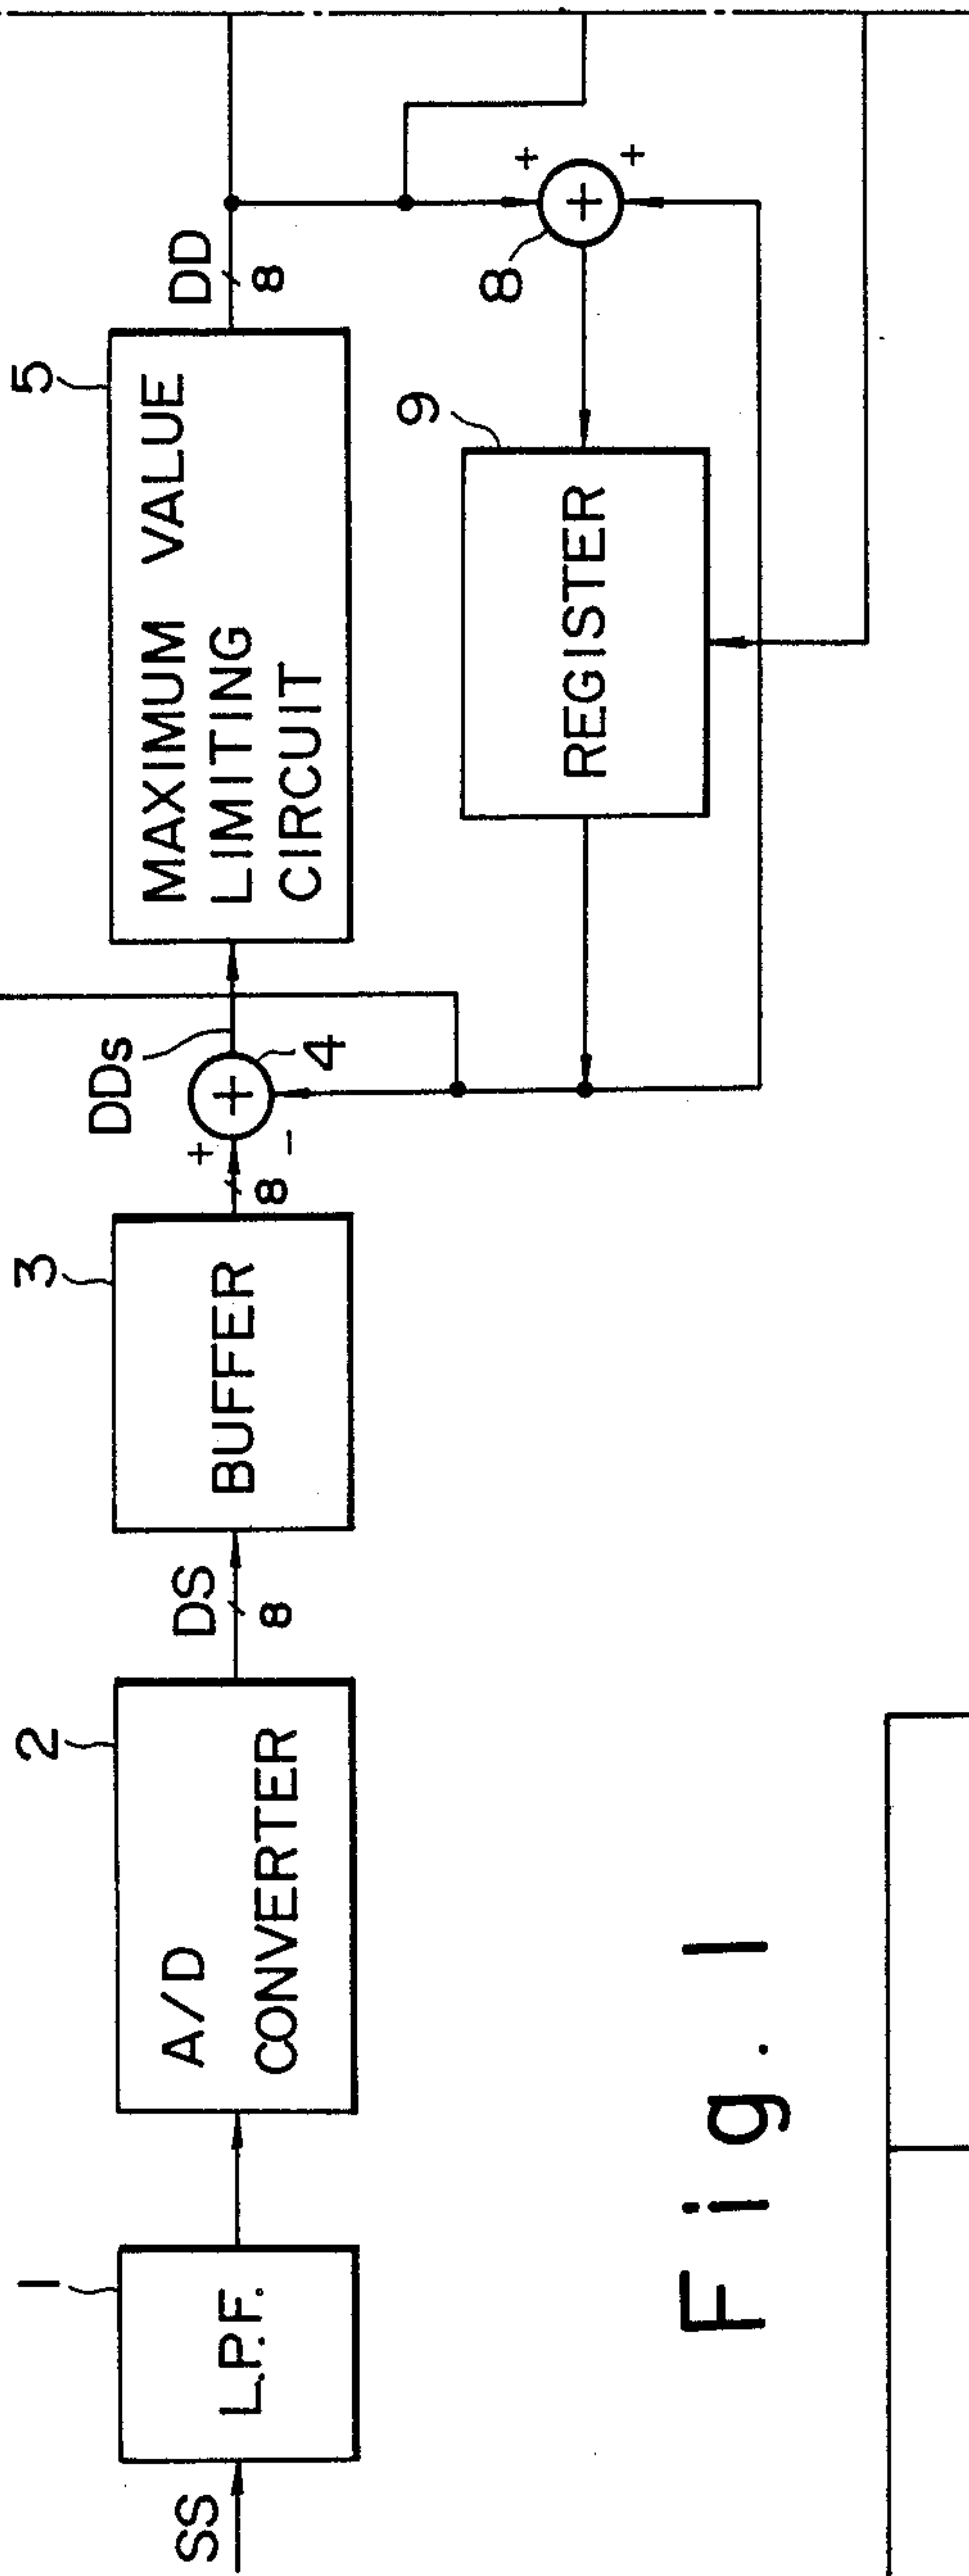 SS
1
L.P.F.
2
A/D
CONVERTER
DS
8
3
BUFFER
8
+
-
DDs
4
5
MAXIMUM VALUE
LIMITING
CIRCUIT
DD
8
9
REGISTER
8
+
+
Fig. 1